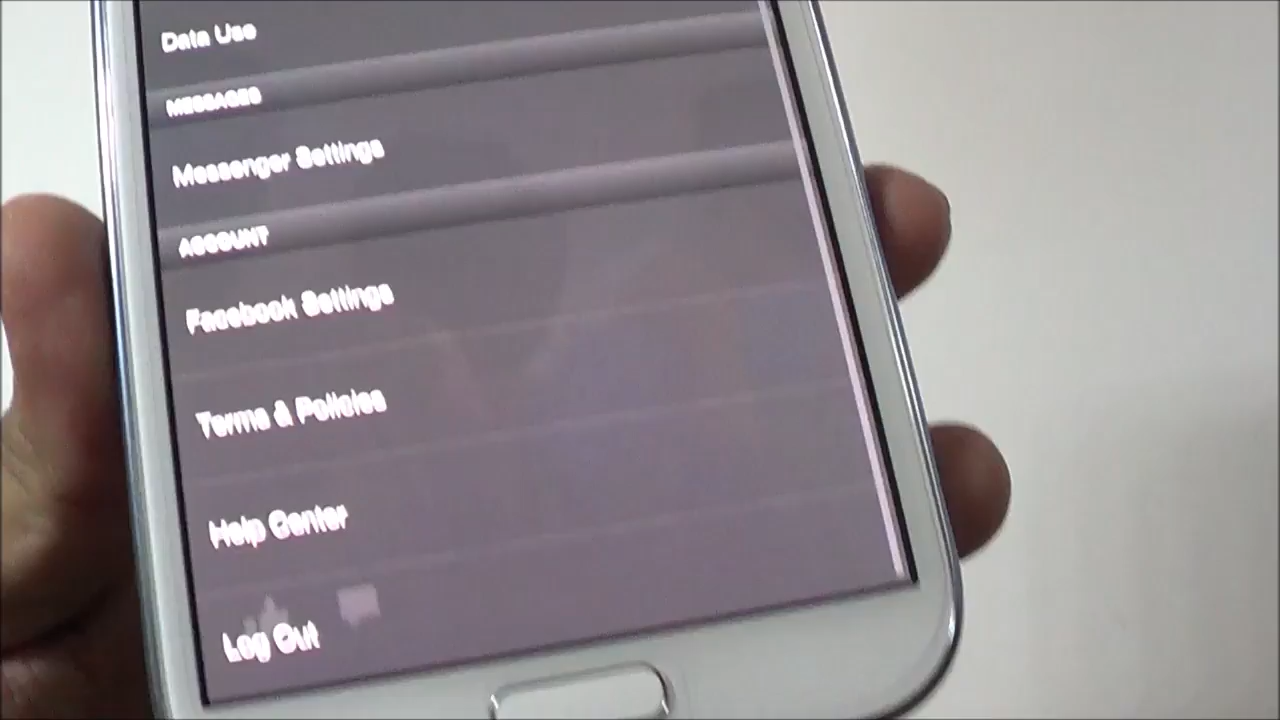 Data Use
MESSAGES
Messenger Settings
ACCOUNT
Facebook Settings
Terms & Policies
Help Center
Log Out